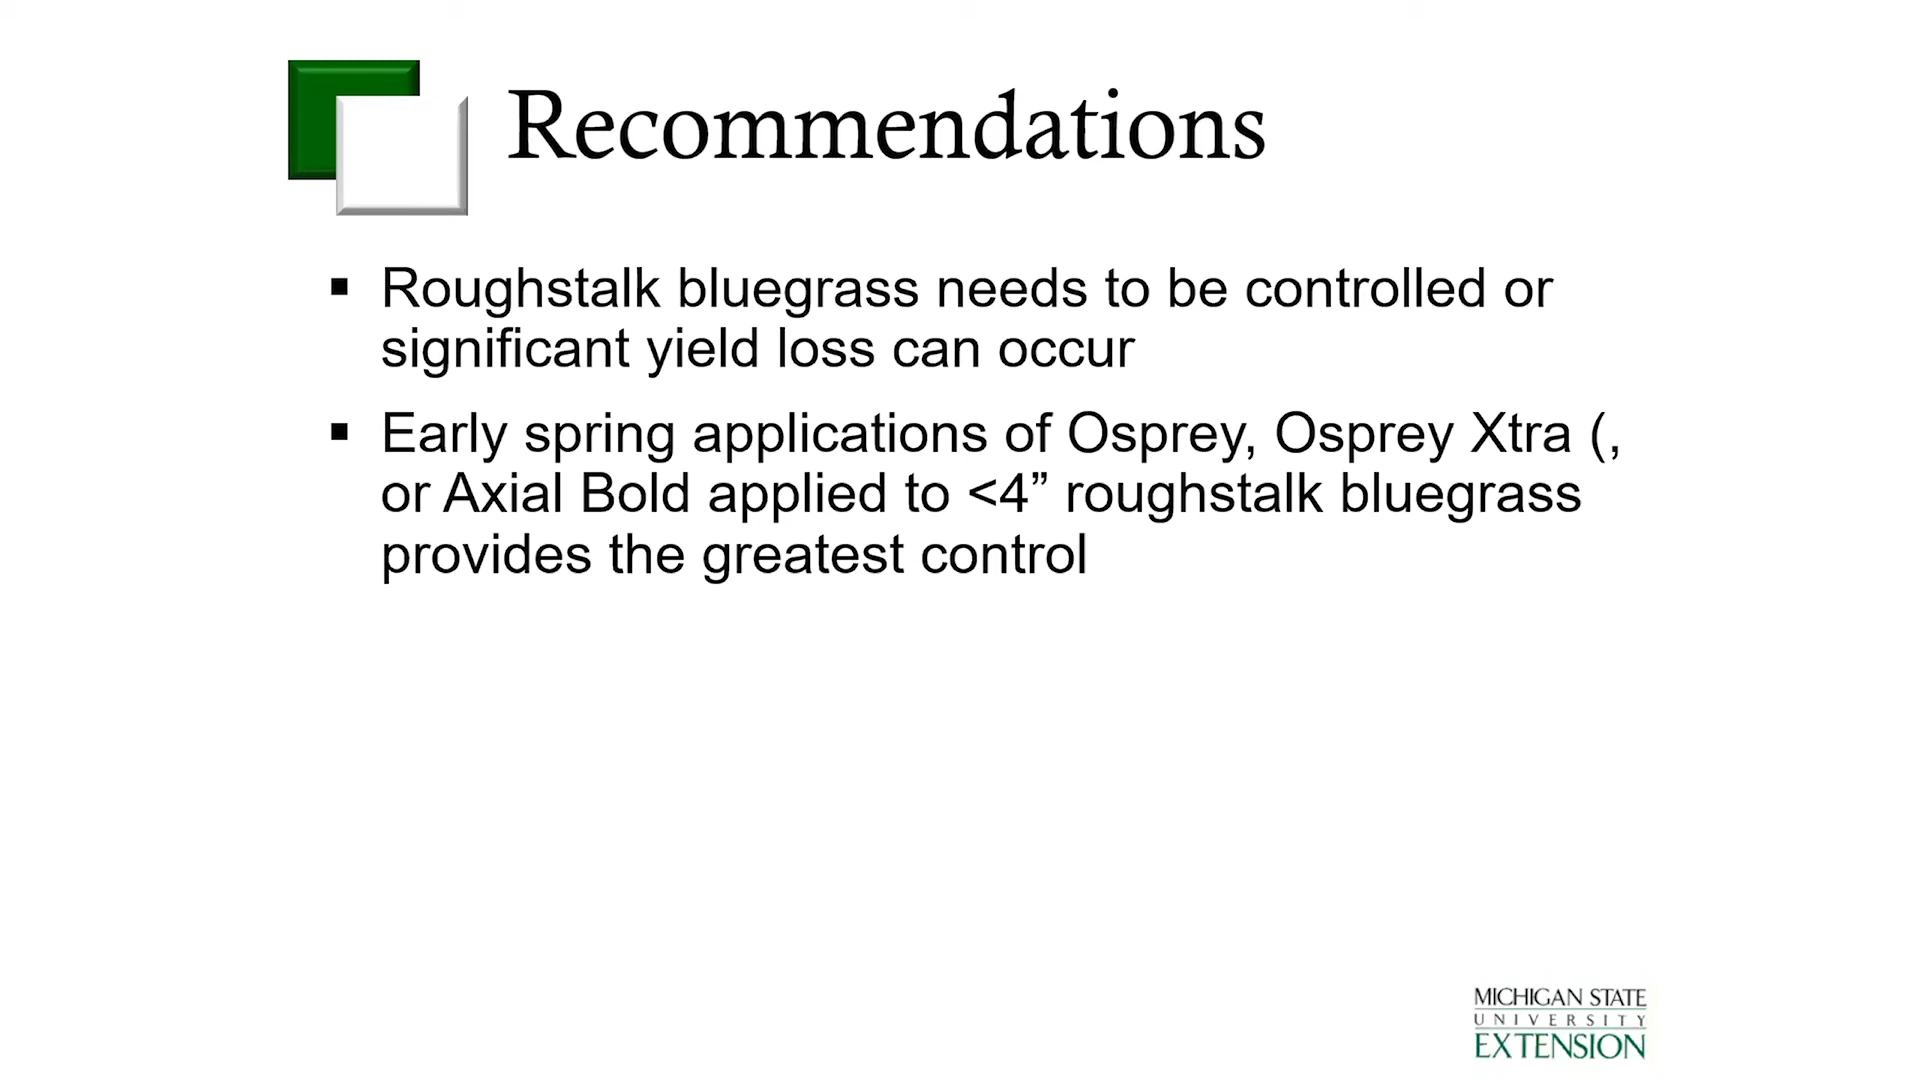 Recommendations
▪ Roughstalk bluegrass needs to be controlled or
significant yield loss can occur
▪ Early spring applications of Osprey, Osprey Xtra (,
or Axial Bold applied to <4” roughstalk bluegrass
provides the greatest control
MICHIGAN STATE
UNIVERSITY
EXTENSION